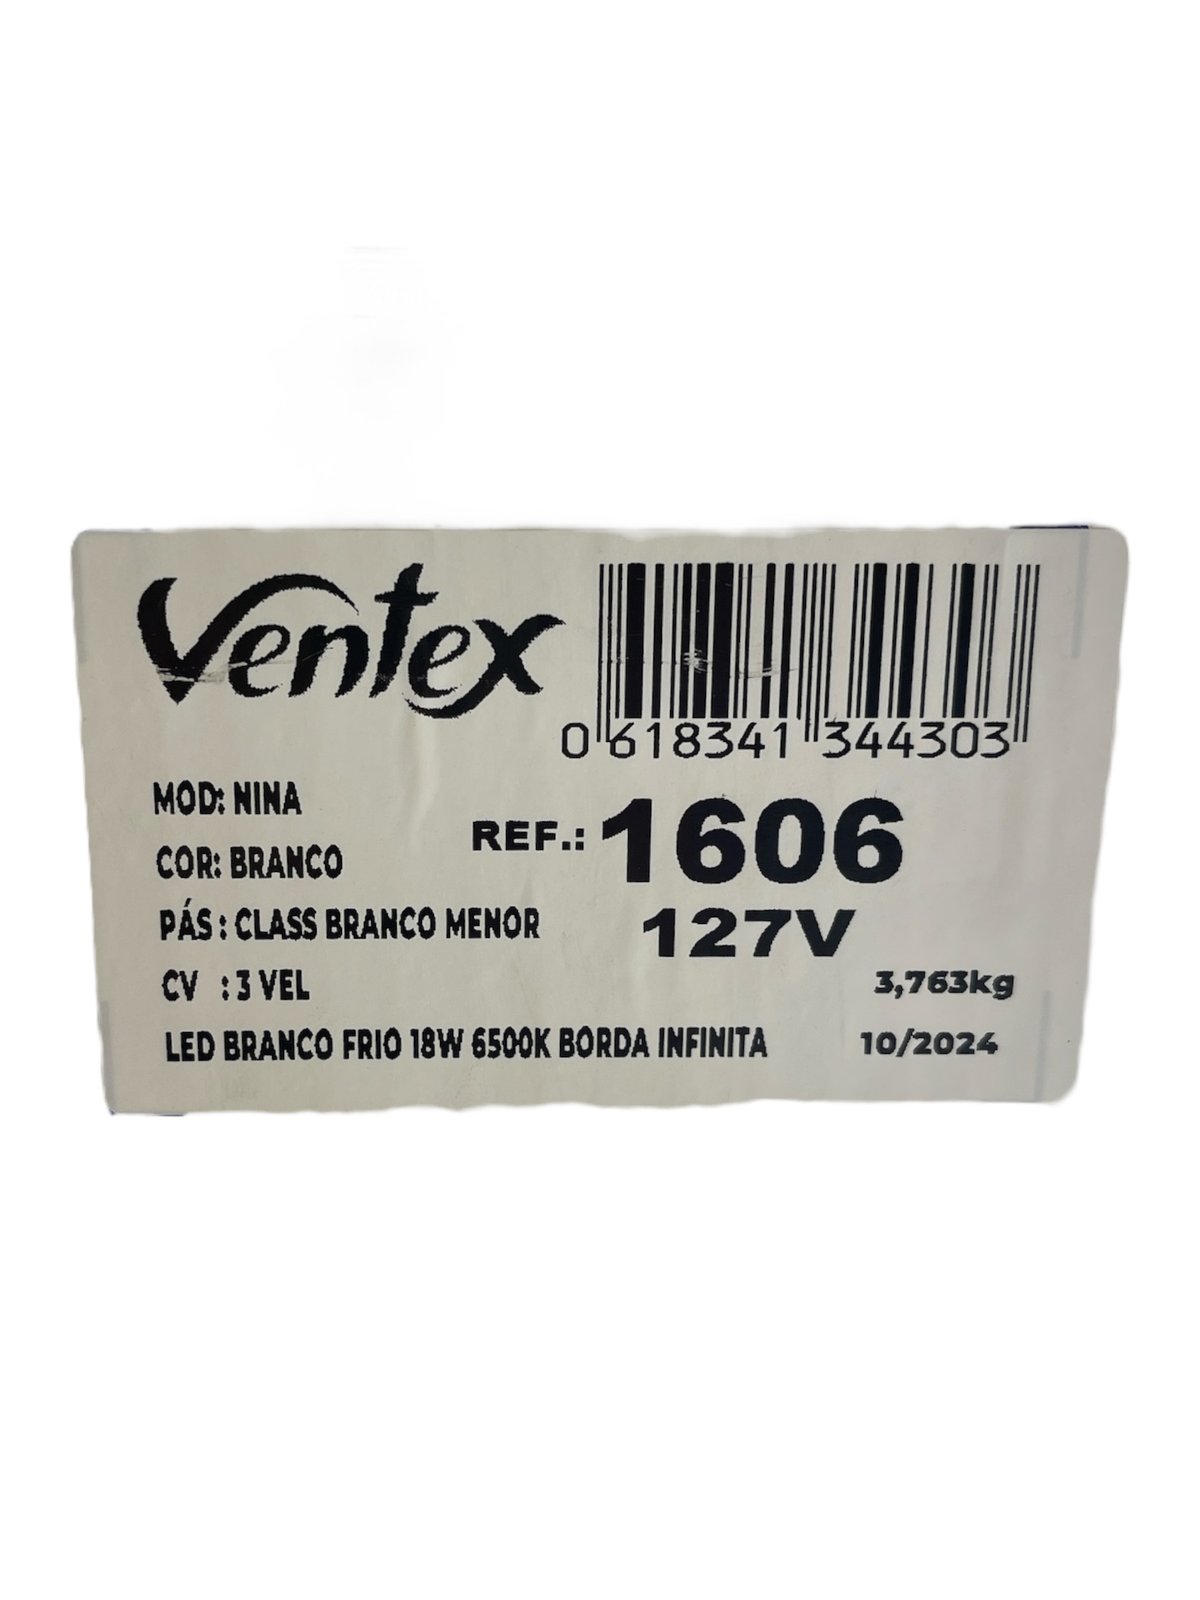 Ventex
0 618341 344303
MOD: NINA
REF.: 1606
COR: BRANCO
PÁS : CLASS BRANCO MENOR
127V
CV : 3 VEL
3,763kg
LED BRANCO FRIO 18W 6500K BORDA INFINITA
10/2024